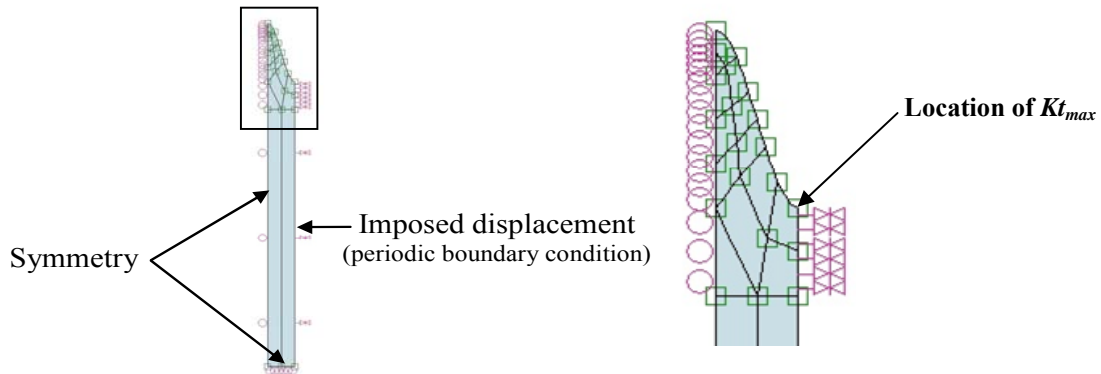 Symmetry
Imposed displacement
(periodic boundary condition)
Location of Kt_max